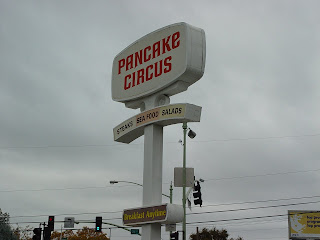 PANCAKE
CIRCUS
STEAKS SEA FOOD SALADS
Breakfast Anytime